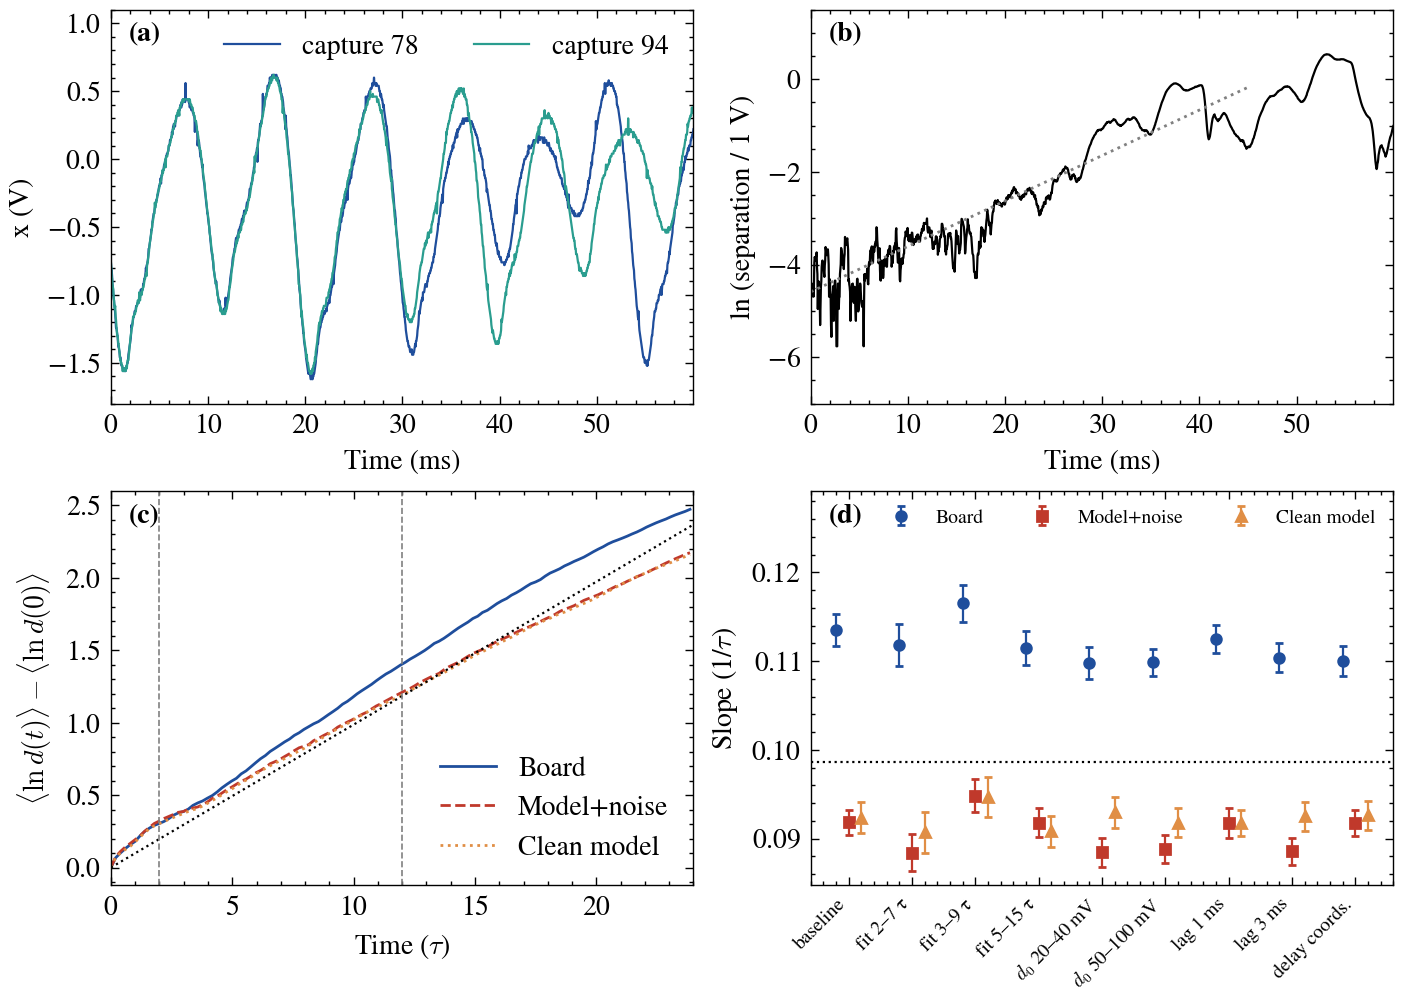 (a)
capture 78
capture 94
1.0
0.5
0.0
−0.5
−1.0
−1.5
x (V)
0 10 20 30 40 50
Time (ms)
(b)
0
−2
−4
−6
ln (separation / 1 V)
0 10 20 30 40 50
Time (ms)
(c)
2.5
2.0
1.5
1.0
0.5
0.0
⟨ln d(t)⟩ − ⟨ln d(0)⟩
Board
Model+noise
Clean model
0 5 10 15 20
Time (τ)
(d)
Board
Model+noise
Clean model
0.12
0.11
0.10
0.09
Slope (1/τ)
baseline
fit 2–7 τ
fit 3–9 τ
fit 5–15 τ
d₀ 20–40 mV
d₀ 50–100 mV
lag 1 ms
lag 3 ms
delay coords.